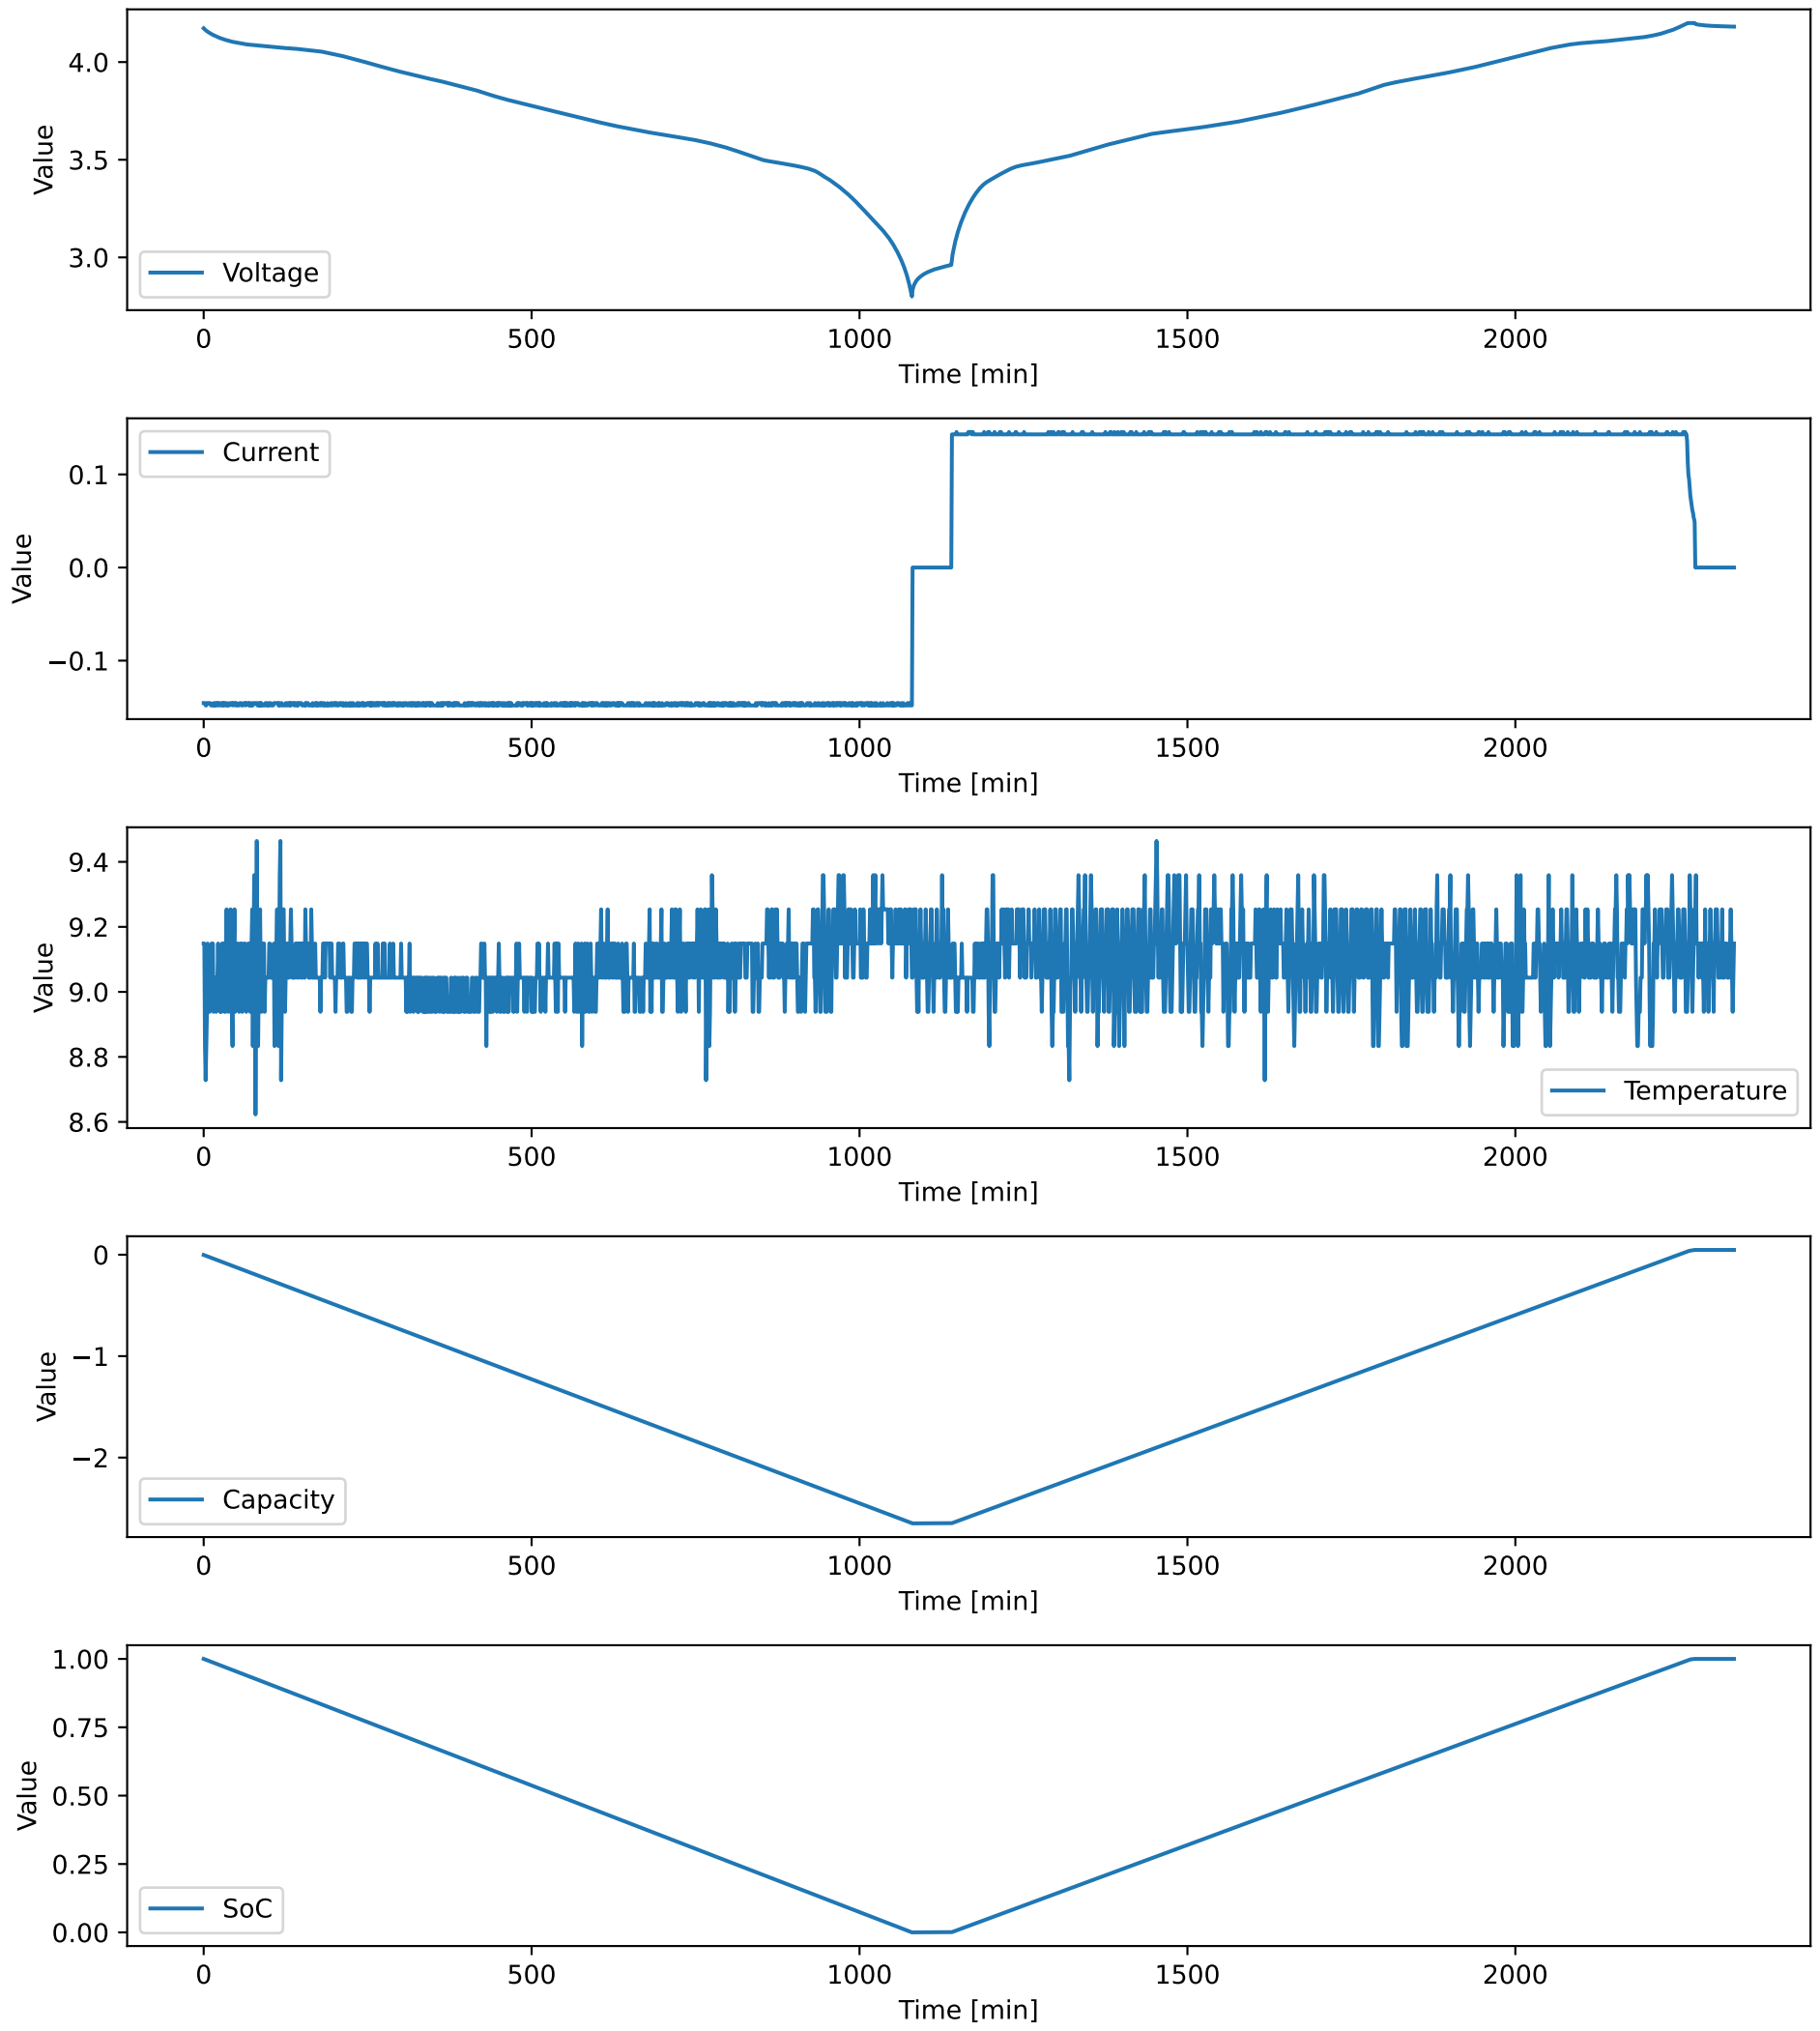 4.0
3.5
3.0
Value
Voltage
0 500 1000 1500 2000
Time [min]
Current
0.1
0.0
−0.1
Value
0 500 1000 1500 2000
Time [min]
9.4
9.2
9.0
8.8
8.6
Value
Temperature
0 500 1000 1500 2000
Time [min]
0
−1
−2
Value
Capacity
0 500 1000 1500 2000
Time [min]
1.00
0.75
0.50
0.25
0.00
Value
SoC
0 500 1000 1500 2000
Time [min]